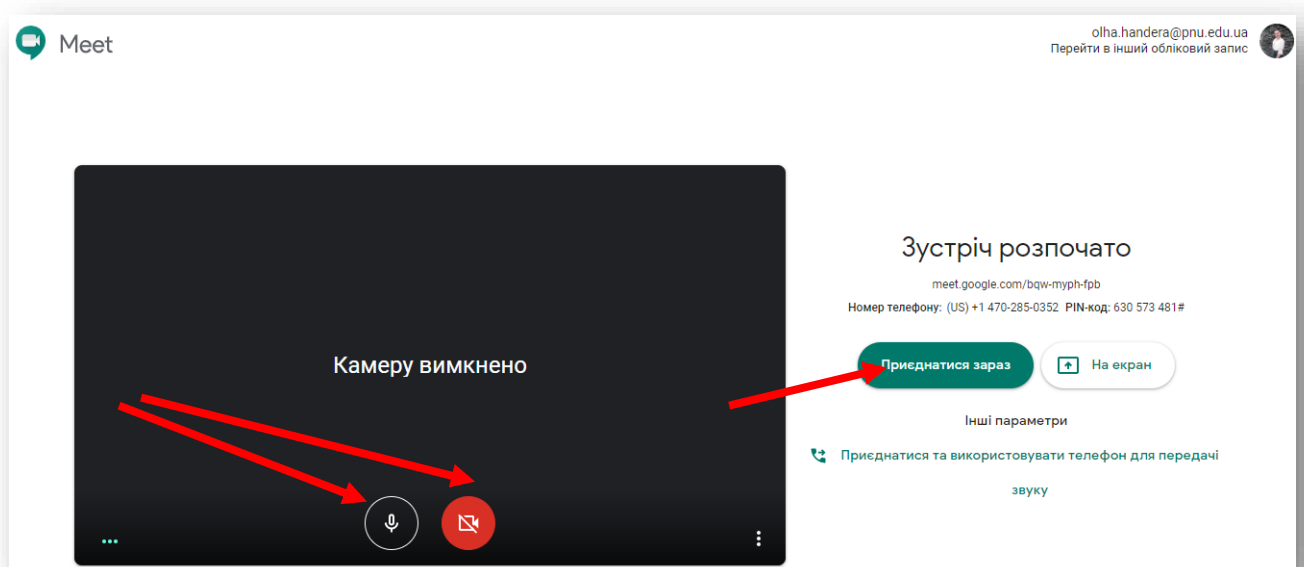 Meet
olha.handera@pnu.edu.ua
Перейти в інший обліковий запис
Камеру вимкнено
Зустріч розпочато
meet.google.com/bqw-myph-fpb
Номер телефону: (US) +1 470-285-0352 PIN-код: 630 573 481#
Приєднатися зараз
На екран
Інші параметри
Приєднатися та використовувати телефон для передачі
звуку